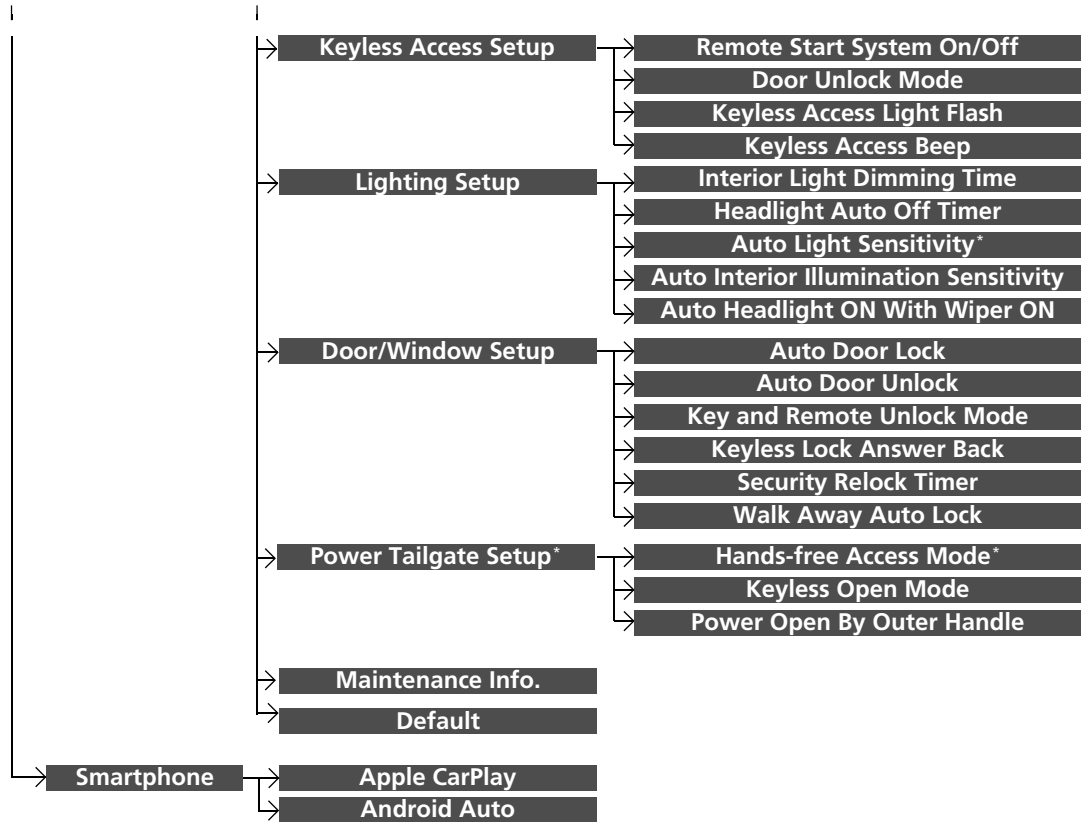 Keyless Access Setup
Remote Start System On/Off
Door Unlock Mode
Keyless Access Light Flash
Keyless Access Beep
Lighting Setup
Interior Light Dimming Time
Headlight Auto Off Timer
Auto Light Sensitivity*
Auto Interior Illumination Sensitivity
Auto Headlight ON With Wiper ON
Door/Window Setup
Auto Door Lock
Auto Door Unlock
Key and Remote Unlock Mode
Keyless Lock Answer Back
Security Relock Timer
Walk Away Auto Lock
Power Tailgate Setup*
Hands-free Access Mode*
Keyless Open Mode
Power Open By Outer Handle
Maintenance Info.
Default
Smartphone
Apple CarPlay
Android Auto